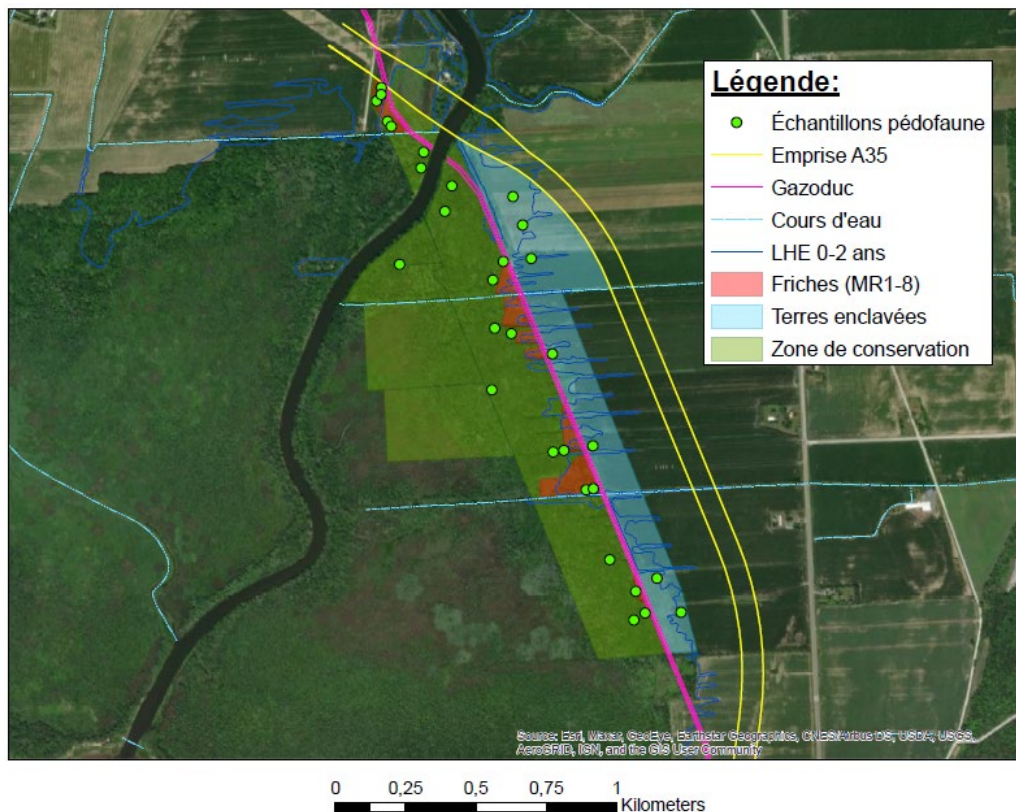 Légende:
Échantillons pédofaune
Emprise A35
Gazoduc
Cours d'eau
LHE 0-2 ans
Friches (MR1-8)
Terres enclavées
Zone de conservation
Source: Esri, Maxar, GeoEye, Earthstar Geographics, CNES/Airbus DS, USDA, USGS,
AeroGRID, IGN, and the GIS User Community
0 0,25 0,5 0,75 1
Kilometers